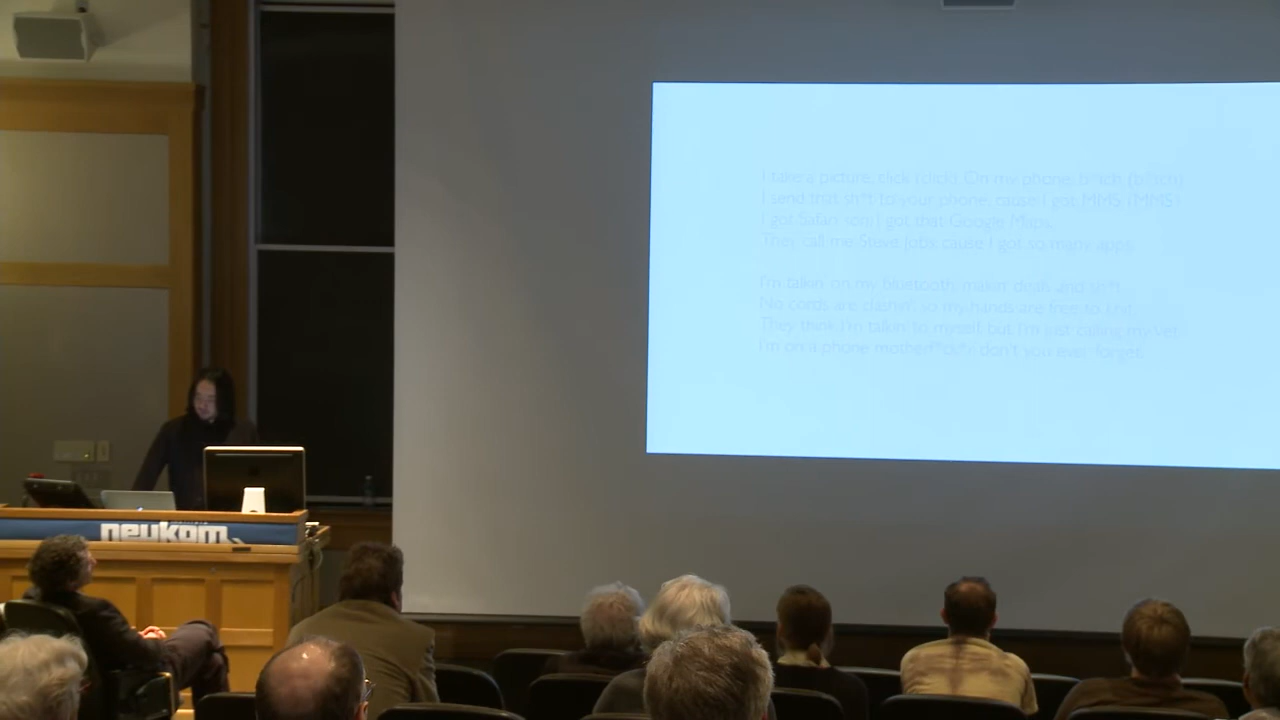 neukom
I take a picture, click (click) On my phone, b*tch (b*tch)
I send that sh*t to your phone, cause I got MMS (MMS)
I got Satan son, I got that Google Maps
They call me Steve Jobs cause I got so many apps
I'm talkin' on my bluetooth, makin' deals and sh*t
No cords are clashin', so my hands are free to
They think I'm talkin' to myself but I'm just calling my vet
I'm on a phone motherf*ck*r don't you ever forget